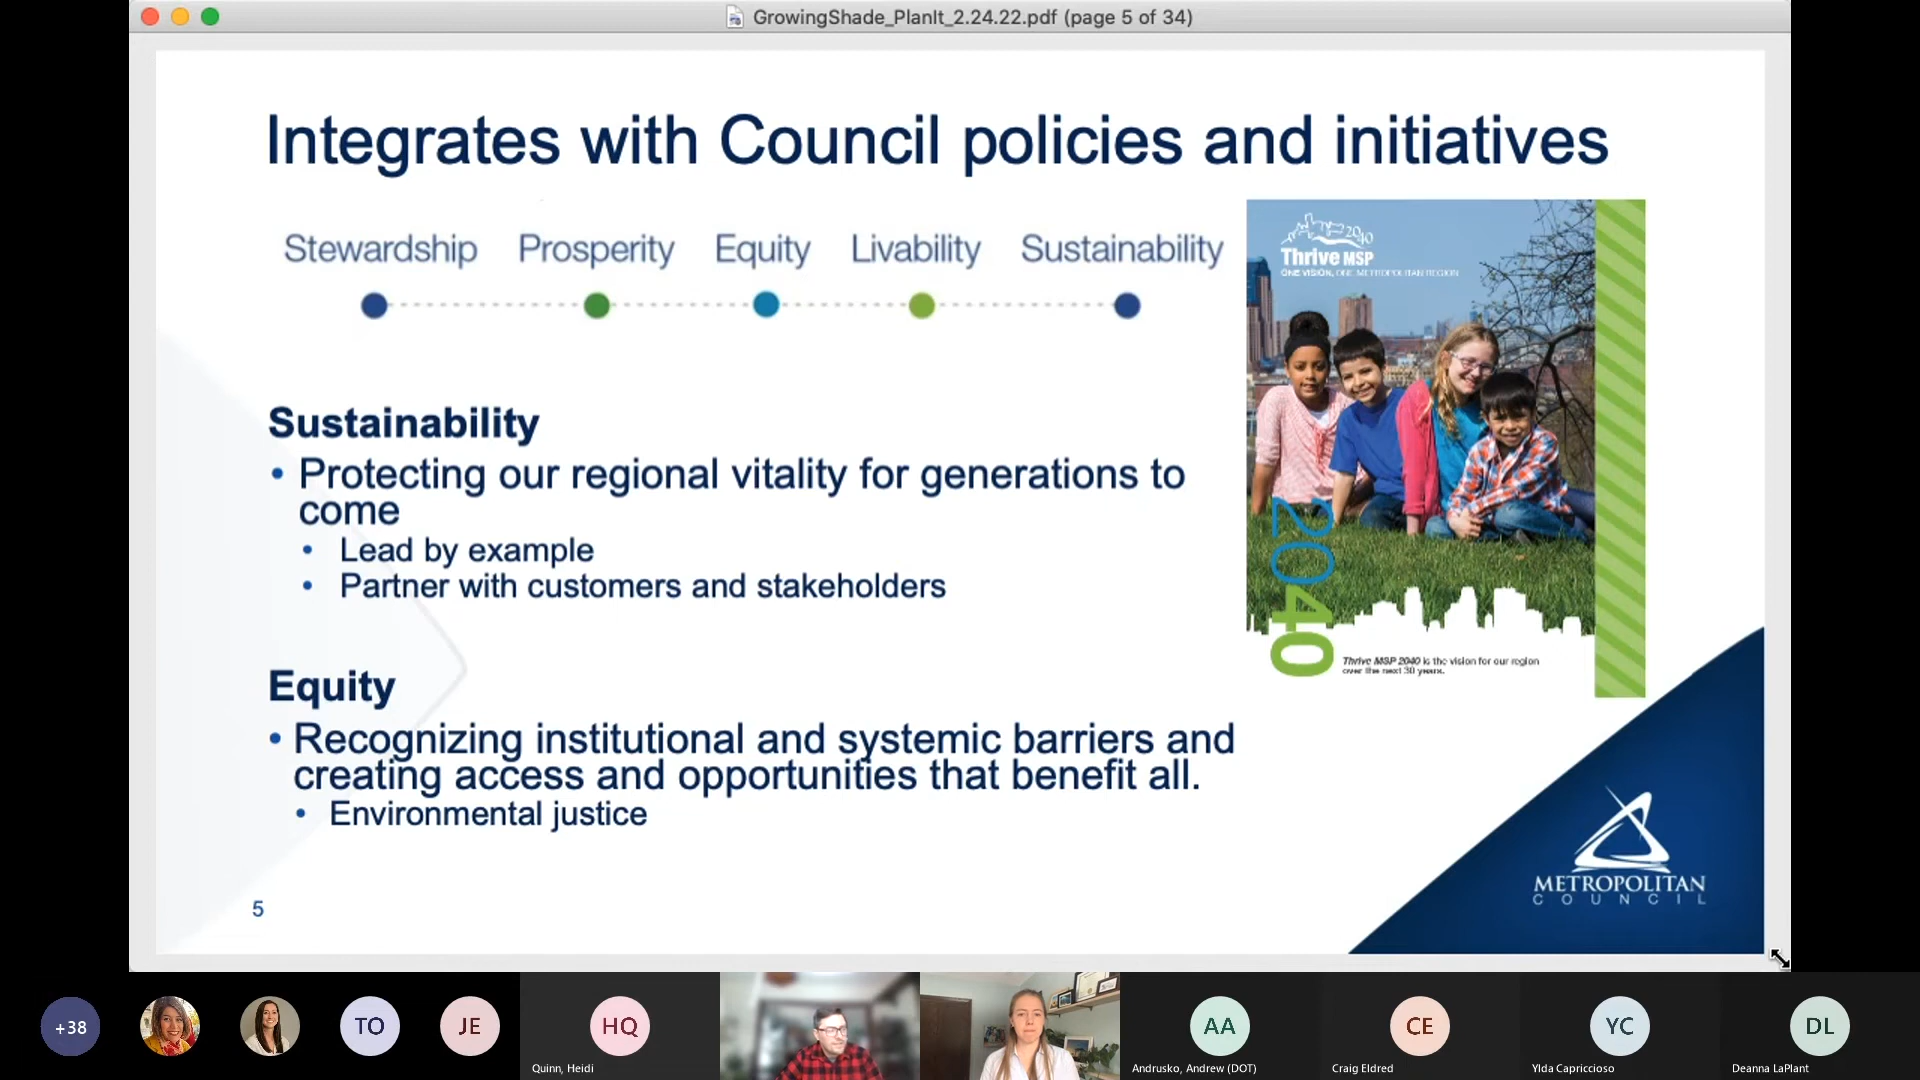 GrowingShade_PlanIt_2.24.22.pdf (page 5 of 34)
Integrates with Council policies and initiatives
Stewardship Prosperity Equity Livability Sustainability
2040
Thrive MSP
ONE VISION, ONE METROPOLITAN REGION
Sustainability
• Protecting our regional vitality for generations to
come
• Lead by example
• Partner with customers and stakeholders
2040
Thrive MSP 2040 is the vision for our region
over the next 30 years.
Equity
• Recognizing institutional and systemic barriers and
creating access and opportunities that benefit all.
• Environmental justice
METROPOLITAN
COUNCIL
5
+38
TO
JE
HQ
Quinn, Heidi
AA
Andrusko, Andrew (DOT)
CE
Craig Eldred
YC
Ylda Capriccioso
DL
Deanna LaPlant